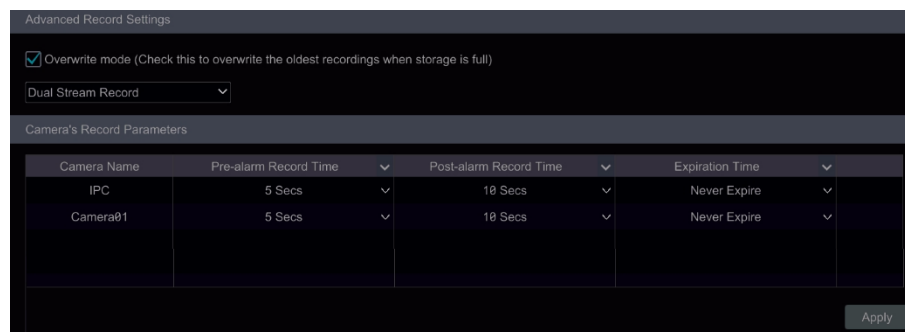 Advanced Record Settings
Overwrite mode (Check this to overwrite the oldest recordings when storage is full)
Dual Stream Record
Camera's Record Parameters
Camera Name Pre-alarm Record Time Post-alarm Record Time Expiration Time
IPC 5 Secs 10 Secs Never Expire
Camera01 5 Secs 10 Secs Never Expire
Apply